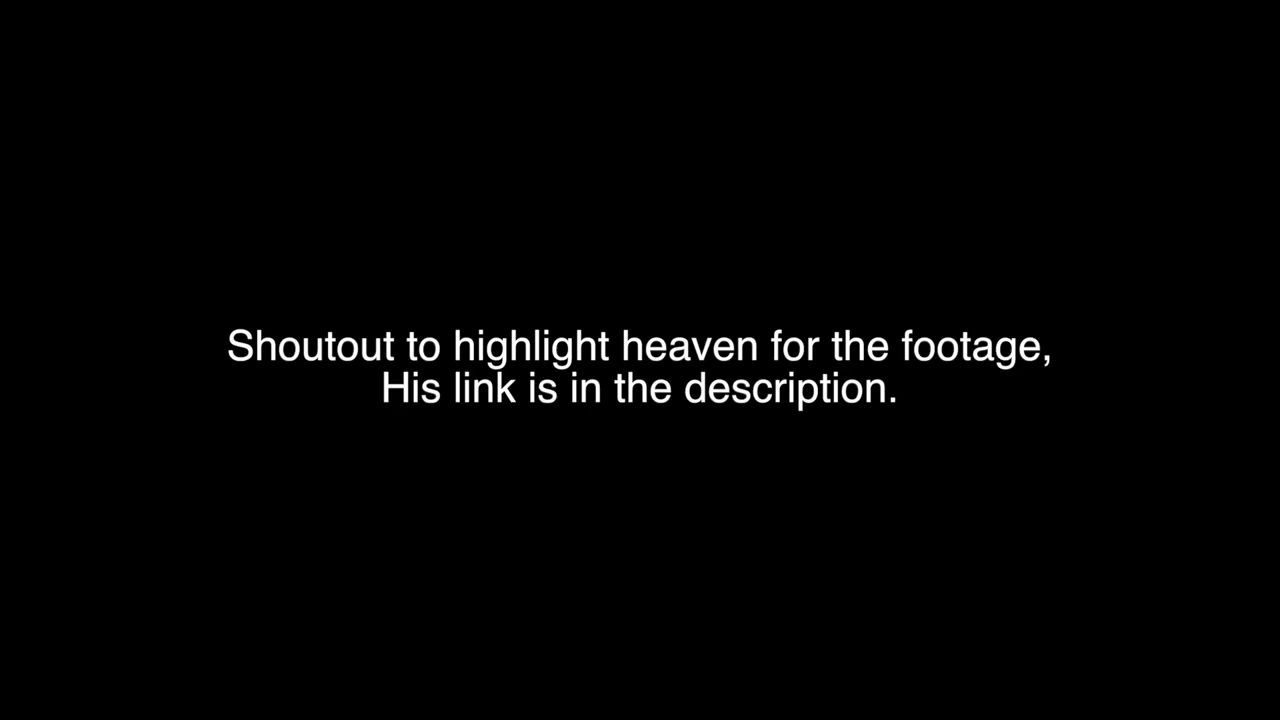 Shoutout to highlight heaven for the footage,
His link is in the description.